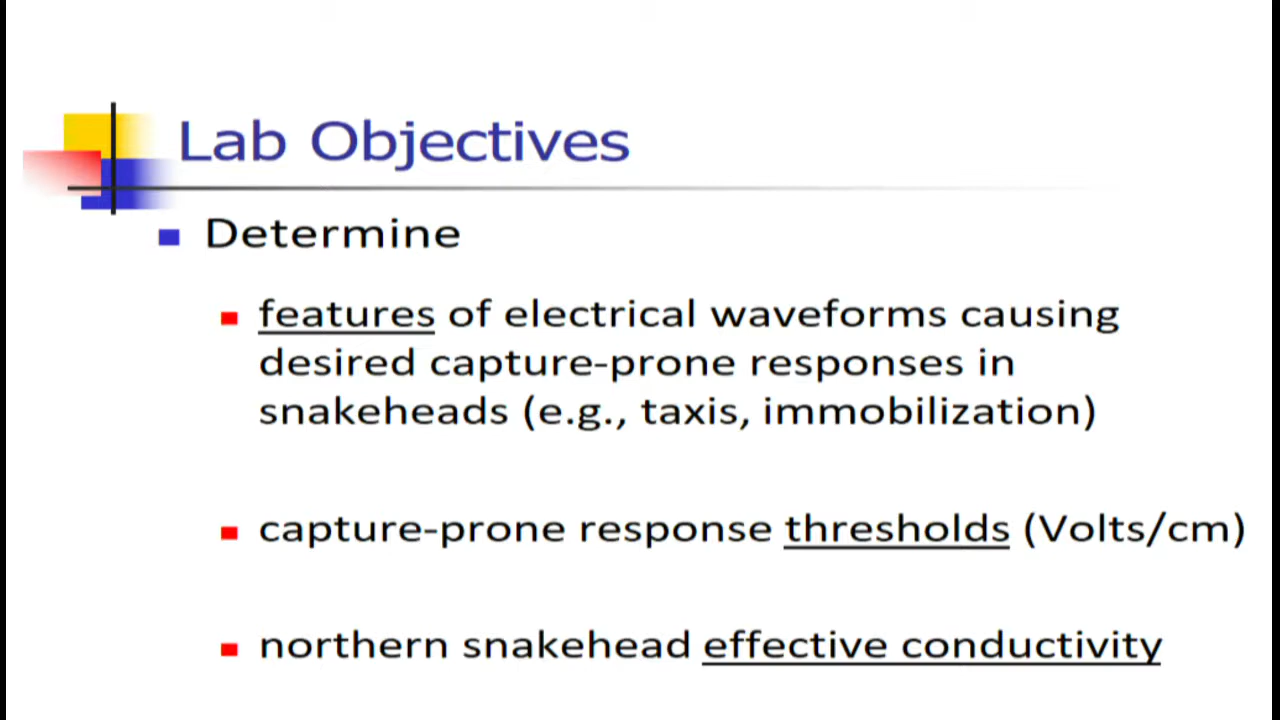 Lab Objectives
Determine
features of electrical waveforms causing
desired capture-prone responses in
snakeheads (e.g., taxis, immobilization)
capture-prone response thresholds (Volts/cm)
northern snakehead effective conductivity